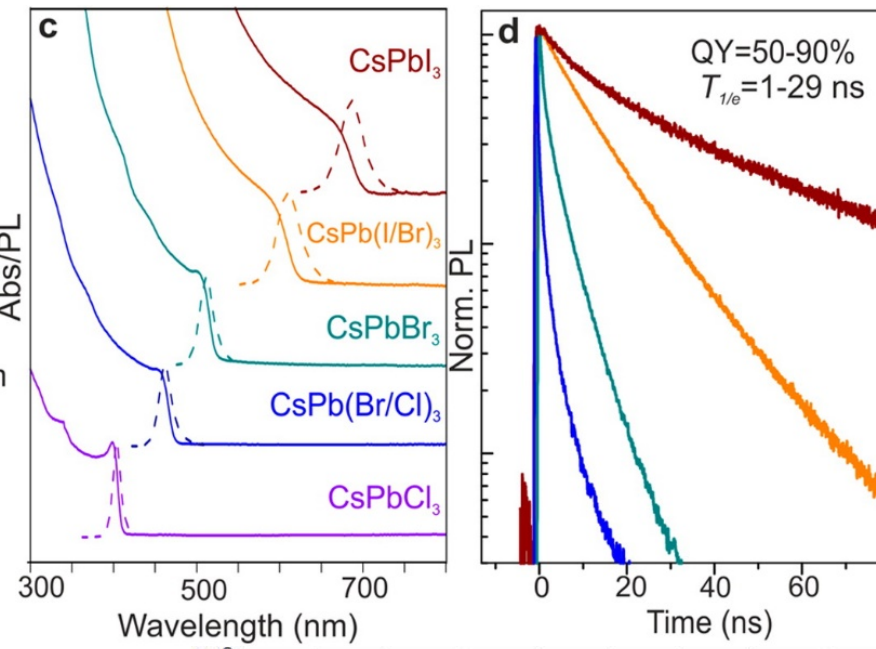 c
CsPbI₃
CsPb(I/Br)₃
CsPbBr₃
CsPb(Br/Cl)₃
CsPbCl₃
Abs/PL
300 500 700
Wavelength (nm)
d
QY=50-90%
T₁/ₑ=1-29 ns
Norm. PL
0 20 40 60
Time (ns)